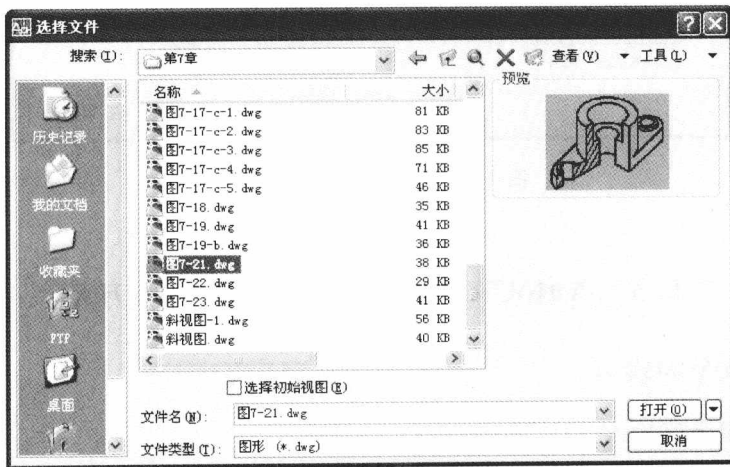 选择文件
搜索(I): 第7章 查看(V) 工具(L)
名称 大小 预览
图7-17-c-1.dwg 81 KB
图7-17-c-2.dwg 83 KB
图7-17-c-3.dwg 85 KB
图7-17-c-4.dwg 71 KB
图7-17-c-5.dwg 46 KB
图7-18.dwg 35 KB
图7-19.dwg 41 KB
图7-19-b.dwg 36 KB
图7-21.dwg 38 KB
图7-22.dwg 29 KB
图7-23.dwg 41 KB
斜视图-1.dwg 56 KB
斜视图.dwg 40 KB
历史记录
我的文档
收藏夹
FTP
桌面
选择初始视图(E)
文件名(N): 图7-21.dwg 打开(O)
文件类型(T): 图形 (*.dwg) 取消